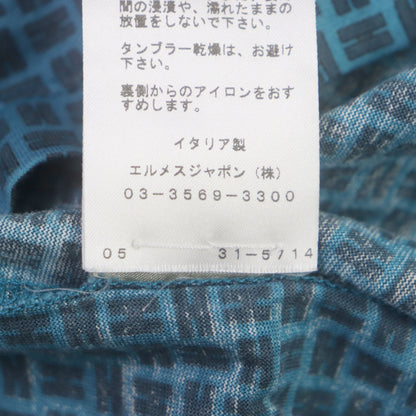 間の浸漬や、濡れたままの
放置をしないで下さい。
タンブラー乾燥は、お避け
下さい。
裏側からのアイロンをおす
すめします。
イタリア製
エルメスジャポン（株）
03-3569-3300
05 31-5714